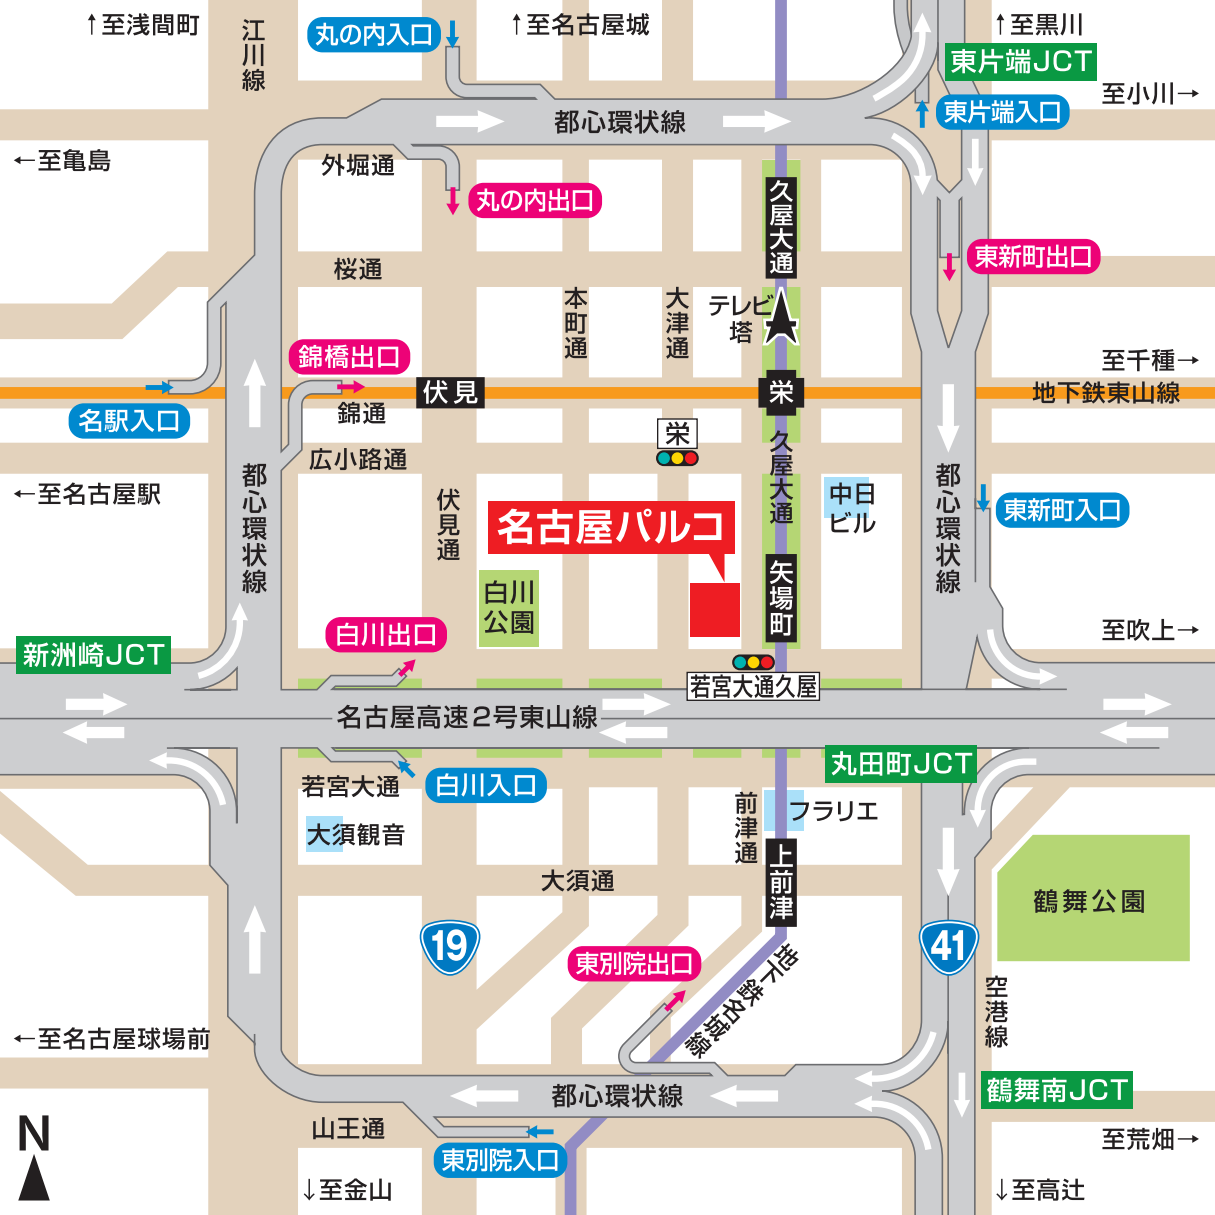 ↑至浅間町
江川線
丸の内入口
↑至名古屋城
↑至黒川
東片端JCT
至小川→
東片端入口
都心環状線
←至亀島
外堀通
丸の内出口
久屋大通
東新町出口
桜通
本町通
大津通
テレビ
塔
錦橋出口
至千種→
伏見
栄
地下鉄東山線
名駅入口
錦通
栄
広小路通
久屋大通
都心環状線
都心環状線
←至名古屋駅
伏見通
中日
ビル
東新町入口
名古屋パルコ
矢場町
白川
公園
白川出口
至吹上→
新洲崎JCT
若宮大通久屋
名古屋高速2号東山線
丸田町JCT
若宮大通
白川入口
前津通
フラリエ
大須観音
上前津
大須通
鶴舞公園
19
41
東別院出口
地下鉄名城線
空港線
←至名古屋球場前
都心環状線
鶴舞南JCT
N
山王通
東別院入口
至荒畑→
↓至金山
↓至高辻